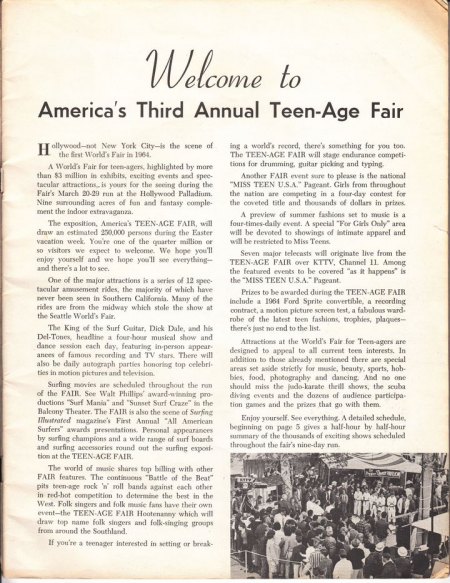 Welcome to
America's Third Annual Teen-Age Fair
Hollywood—not New York City—is the scene of
the first World's Fair in 1964.
A World's Fair for teen-agers, highlighted by more
than $3 million in exhibits, exciting events and spec-
tacular attractions, is yours for the seeing during the
Fair's March 20-29 run at the Hollywood Palladium.
Nine surrounding acres of fun and fantasy comple-
ment the indoor extravaganza.
The exposition, America's TEEN-AGE FAIR, will
draw an estimated 250,000 persons during the Easter
vacation week. You're one of the quarter million or
so visitors we expect to welcome. We hope you'll
enjoy yourself and we hope you'll see everything—
and there's a lot to see.
One of the major attractions is a series of 12 spec-
tacular amusement rides, the majority of which have
never been seen in Southern California. Many of the
rides are from the midway which stole the show at
the Seattle World's Fair.
The King of the Surf Guitar, Dick Dale, and his
Del-Tones, headline a four-hour musical show and
dance session each day, featuring in-person appear-
ances of famous recording and TV stars. There will
also be daily autograph parties honoring top celebri-
ties in motion pictures and television.
Surfing movies are scheduled throughout the run
of the FAIR. See Walt Phillips' award-winning pro-
ductions "Surf Mania" and "Sunset Surf Craze" in the
Balcony Theater. The FAIR is also the scene of Surfing
Illustrated magazine's First Annual "All American
Surfers" awards presentations. Personal appearances
by surfing champions and a wide range of surf boards
and surfing accessories round out the surfing exposi-
tion at the TEEN-AGE FAIR.
The world of music shares top billing with other
FAIR features. The continuous "Battle of the Beat"
pits teen-age rock 'n' roll bands against each other
in red-hot competition to determine the best in the
West. Folk singers and folk music fans have their own
event—the TEEN-AGE FAIR Hootenanny which will
draw top name folk singers and folk-singing groups
from around the Southland.
If you're a teenager interested in setting or break-
ing a world's record, there's something for you too.
The TEEN-AGE FAIR will stage endurance competi-
tions for drumming, guitar picking and typing.
Another FAIR event sure to please is the national
"MISS TEEN U.S.A." Pageant. Girls from throughout
the nation are competing in a four-day contest for
the coveted title and thousands of dollars in prizes.
A preview of summer fashions set to music is a
four-times-daily event. A special "For Girls Only" area
will be devoted to showings of intimate apparel and
will be restricted to Miss Teens.
Seven major telecasts will originate live from the
TEEN-AGE FAIR over KTTV, Channel 11. Among
the featured events to be covered "as it happens" is
the "MISS TEEN U.S.A." Pageant.
Prizes to be awarded during the TEEN-AGE FAIR
include a 1964 Ford Sprite convertible, a recording
contract, a motion picture screen test, a fabulous ward-
robe of the latest teen fashions, trophies, plaques—
there's just no end to the list.
Attractions at the World's Fair for Teen-agers are
designed to appeal to all current teen interests. In
addition to those already mentioned there are special
areas set aside strictly for music, beauty, sports, hob-
bies, food, photography and dancing. And no one
should miss the judo-karate thrill shows, the scuba
diving events and the dozens of audience participa-
tion games and the prizes that go with them.
Enjoy yourself. See everything. A detailed schedule,
beginning on page 5 gives a half-hour by half-hour
summary of the thousands of exciting shows scheduled
throughout the fair's nine-day run.